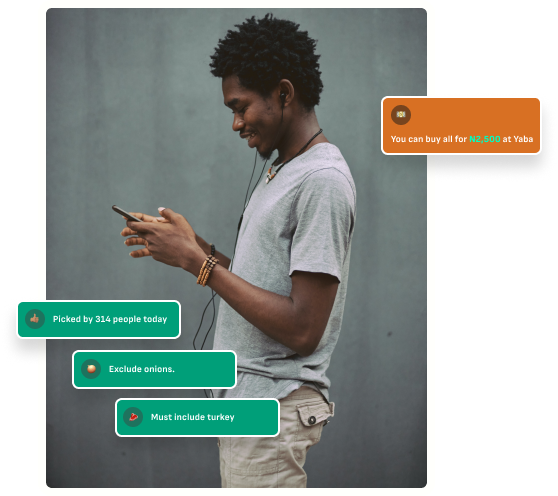 You can buy all for N2,500 at Yaba
Picked by 314 people today
Exclude onions.
Must include turkey